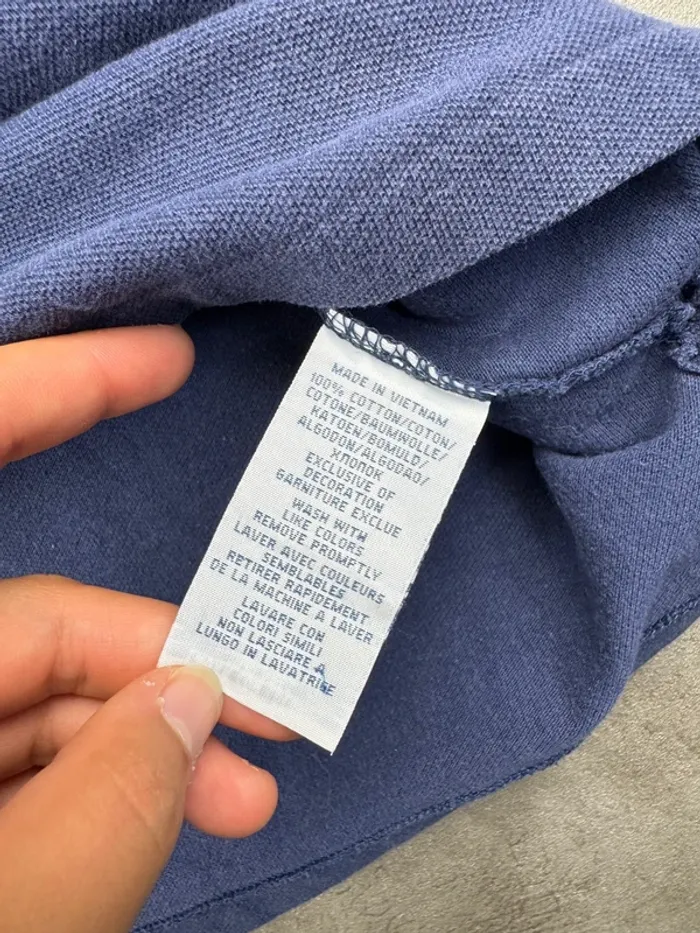 MADE IN VIETNAM
100% COTTON/COTON/
COTONE/BAUMWOLLE/
KATOEN/BOMULD/
ALGODON/ALGODAO/
ХЛОПОК
EXCLUSIVE OF
DECORATION
GARNITURE EXCLUE
WASH WITH
LIKE COLORS
REMOVE PROMPTLY
LAVER AVEC COULEURS
SEMBLABLES
RETIRER RAPIDEMENT
DE LA MACHINE A LAVER
LAVARE CON
COLORI SIMILI
NON LASCIARE A
LUNGO IN LAVATRICE